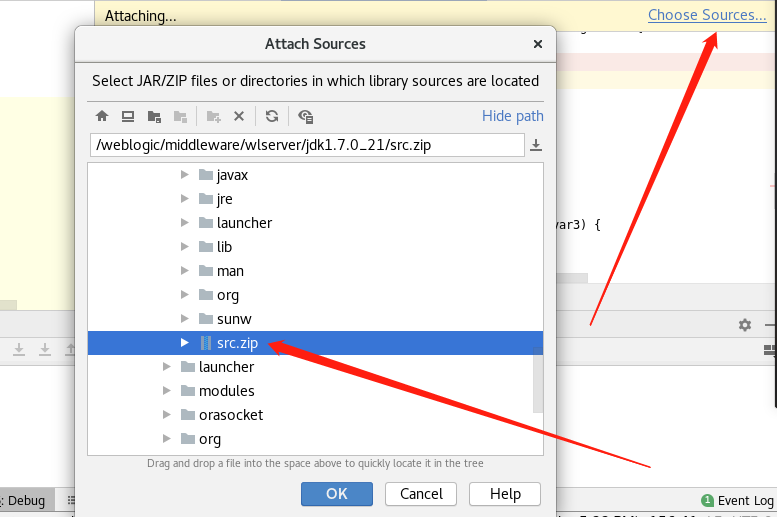 Attaching...
Choose Sources...
Attach Sources
Select JAR/ZIP files or directories in which library sources are located
Hide path
/weblogic/middleware/wlserver/jdk1.7.0_21/src.zip
javax
jre
launcher
lib
var3) {
man
org
sunw
src.zip
launcher
modules
orasocket
org
Drag and drop a file into the space above to quickly locate it in the tree
OK
Cancel
Help
: Debug
1 Event Log